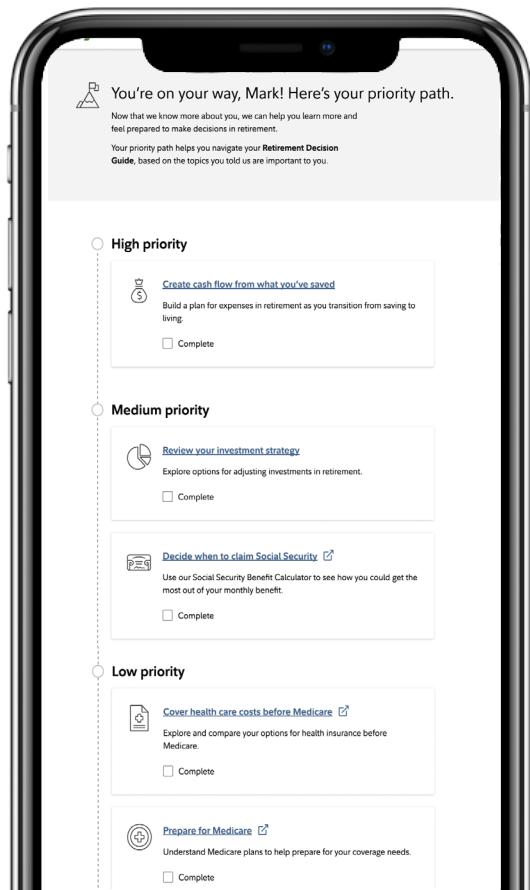 You're on your way, Mark! Here's your priority path.
Now that we know more about you, we can help you learn more and
feel prepared to make decisions in retirement.
Your priority path helps you navigate your Retirement Decision
Guide, based on the topics you told us are important to you.
High priority
Create cash flow from what you've saved
Build a plan for expenses in retirement as you transition from saving to
living.
Complete
Medium priority
Review your investment strategy
Explore options for adjusting investments in retirement.
Complete
Decide when to claim Social Security
Use our Social Security Benefit Calculator to see how you could get the
most out of your monthly benefit.
Complete
Low priority
Cover health care costs before Medicare
Explore and compare your options for health insurance before
Medicare.
Complete
Prepare for Medicare
Understand Medicare plans to help prepare for your coverage needs.
Complete